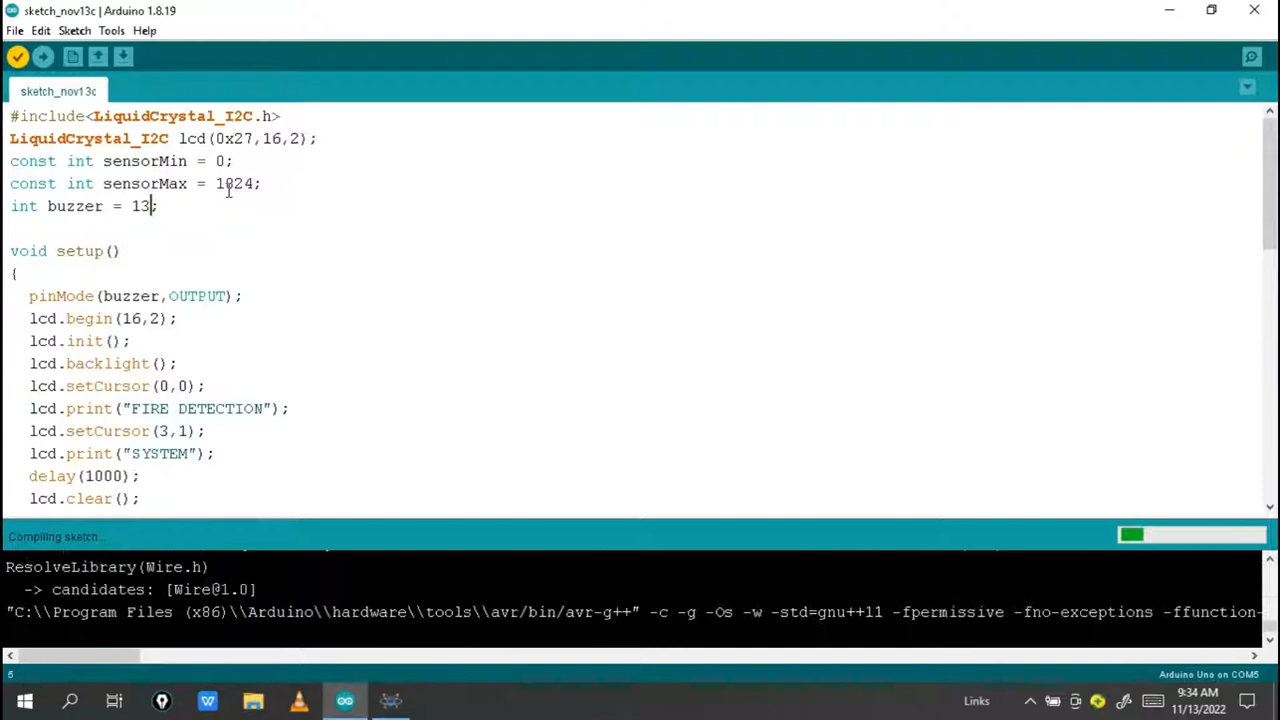 sketch_nov13c | Arduino 1.8.19
File Edit Sketch Tools Help
sketch_nov13c
#include<LiquidCrystal_I2C.h>
LiquidCrystal_I2C lcd(0x27,16,2);
const int sensorMin = 0;
const int sensorMax = 1024;
int buzzer = 13;
void setup()
{
pinMode(buzzer,OUTPUT);
lcd.begin(16,2);
lcd.init();
lcd.backlight();
lcd.setCursor(0,0);
lcd.print("FIRE DETECTION");
lcd.setCursor(3,1);
lcd.print("SYSTEM");
delay(1000);
lcd.clear();
Compiling sketch...
ResolveLibrary(Wire.h)
-> candidates: [Wire@1.0]
"C:\\Program Files (x86)\\Arduino\\hardware\\tools\\avr/bin/avr-g++" -c -g -Os -w -std=gnu++11 -fpermissive -fno-exceptions -ffunction-
5
Arduino Uno on COM5
Links
9:34 AM
11/13/2022